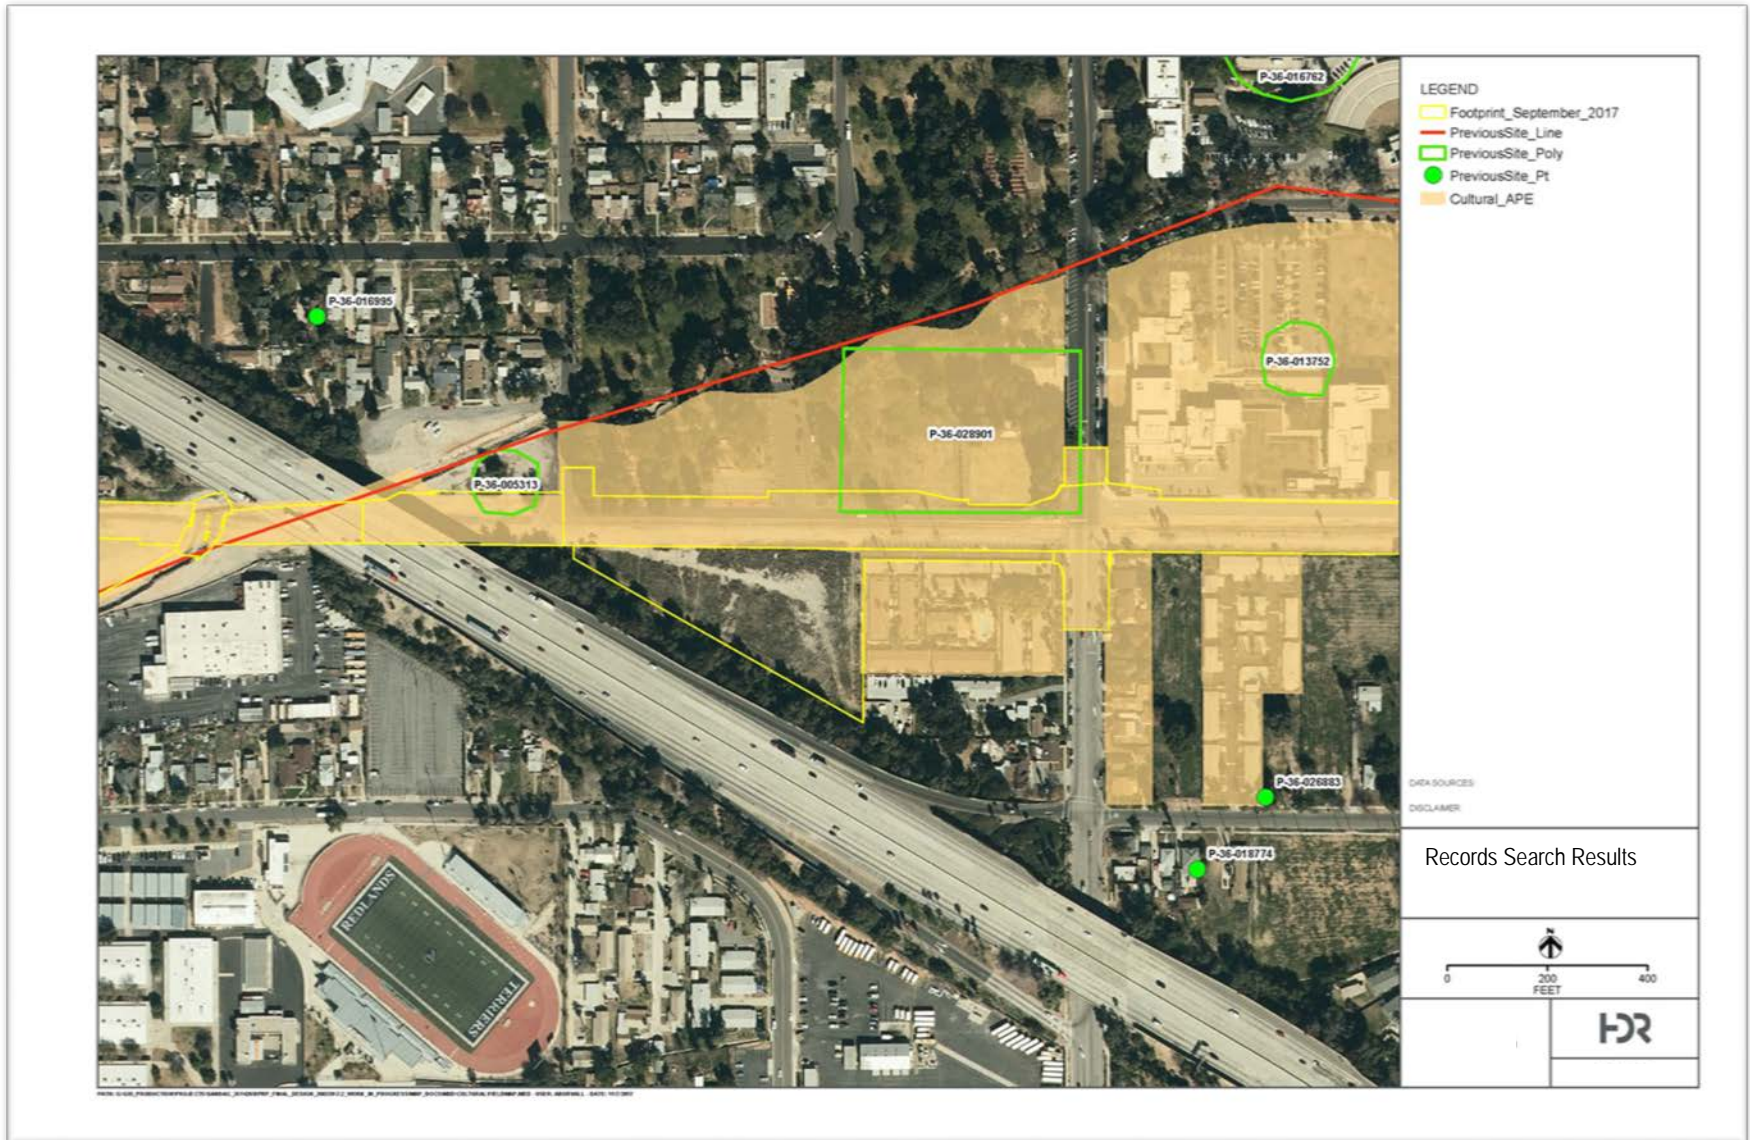 P-36-016762
P-36-016995
P-36-013752
P-36-028901
P-36-005313
P-36-026883
P-36-018774
REDLANDS
TERRIERS
LEGEND
Footprint_September_2017
PreviousSite_Line
PreviousSite_Poly
PreviousSite_Pt
Cultural_APE
DATA SOURCES:
DISCLAIMER:
Records Search Results
N
0 200 400
FEET
HDR